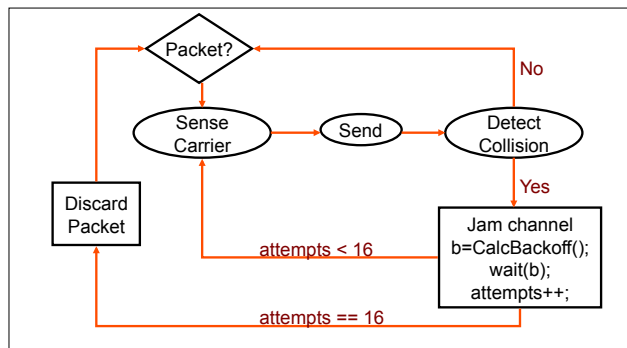 Packet?
No
Sense
Carrier
Send
Detect
Collision
Yes
Discard
Packet
Jam channel
b=CalcBackoff();
wait(b);
attempts++;
attempts < 16
attempts == 16